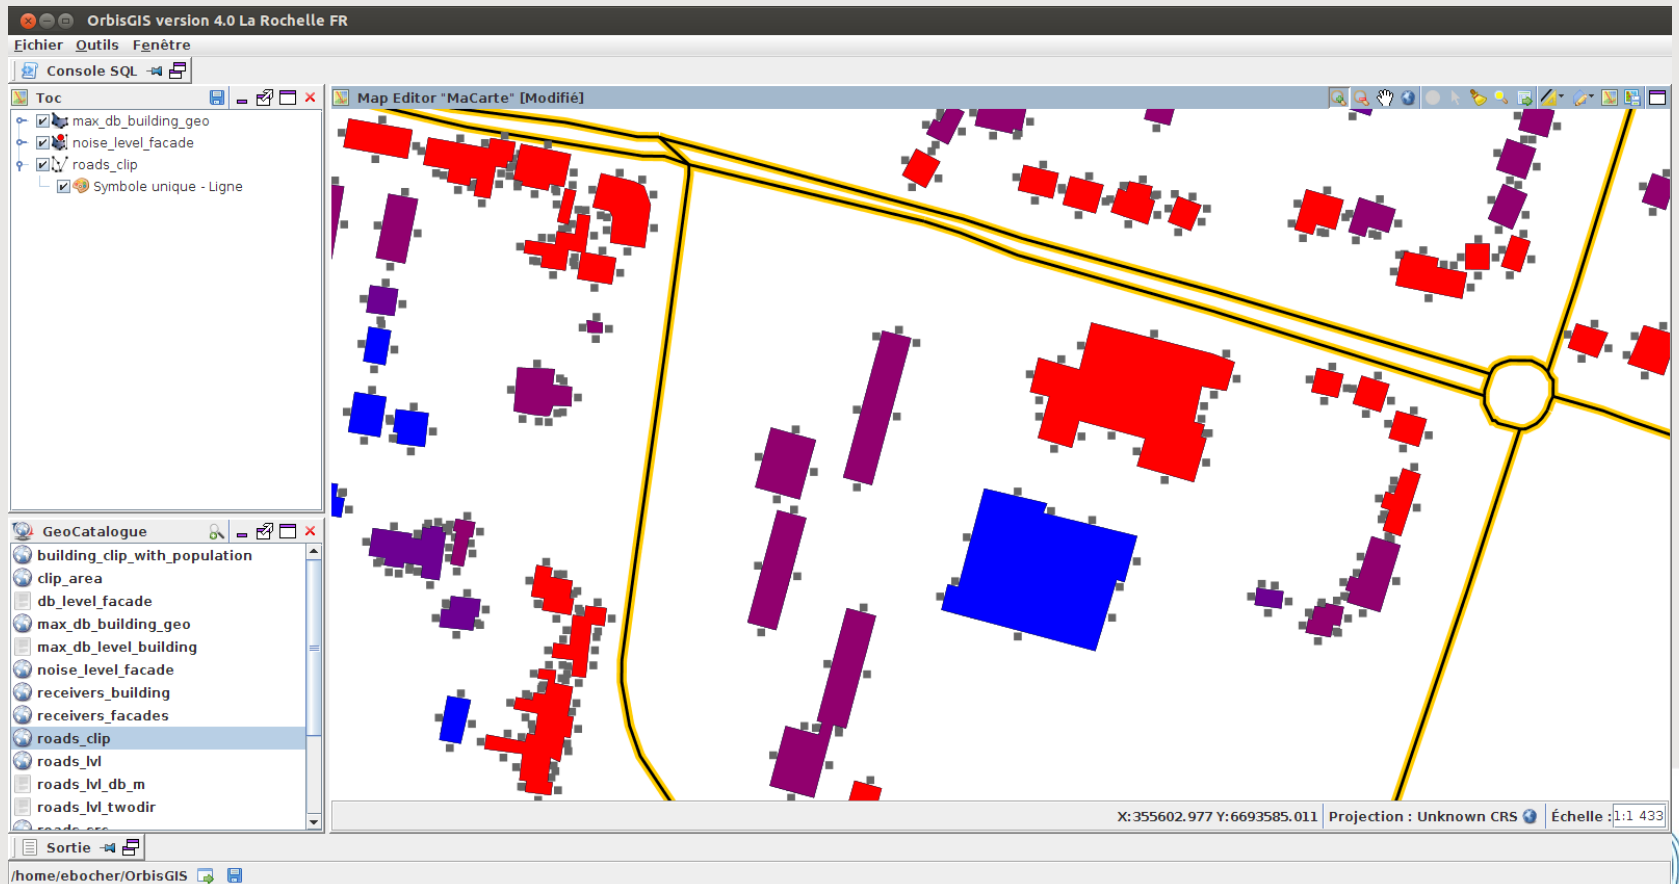 OrbisGIS version 4.0 La Rochelle FR
Fichier Outils Fenêtre
Console SQL
Toc
max_db_building_geo
noise_level_facade
roads_clip
Symbole unique - Ligne
Map Editor "MaCarte" [Modifié]
GeoCatalogue
building_clip_with_population
clip_area
db_level_facade
max_db_building_geo
max_db_level_building
noise_level_facade
receivers_building
receivers_facades
roads_clip
roads_lvl
roads_lvl_db_m
roads_lvl_twodir
roads_src
X:355602.977 Y:6693585.011 Projection : Unknown CRS Échelle : 1:1 433
Sortie
/home/ebocher/OrbisGIS